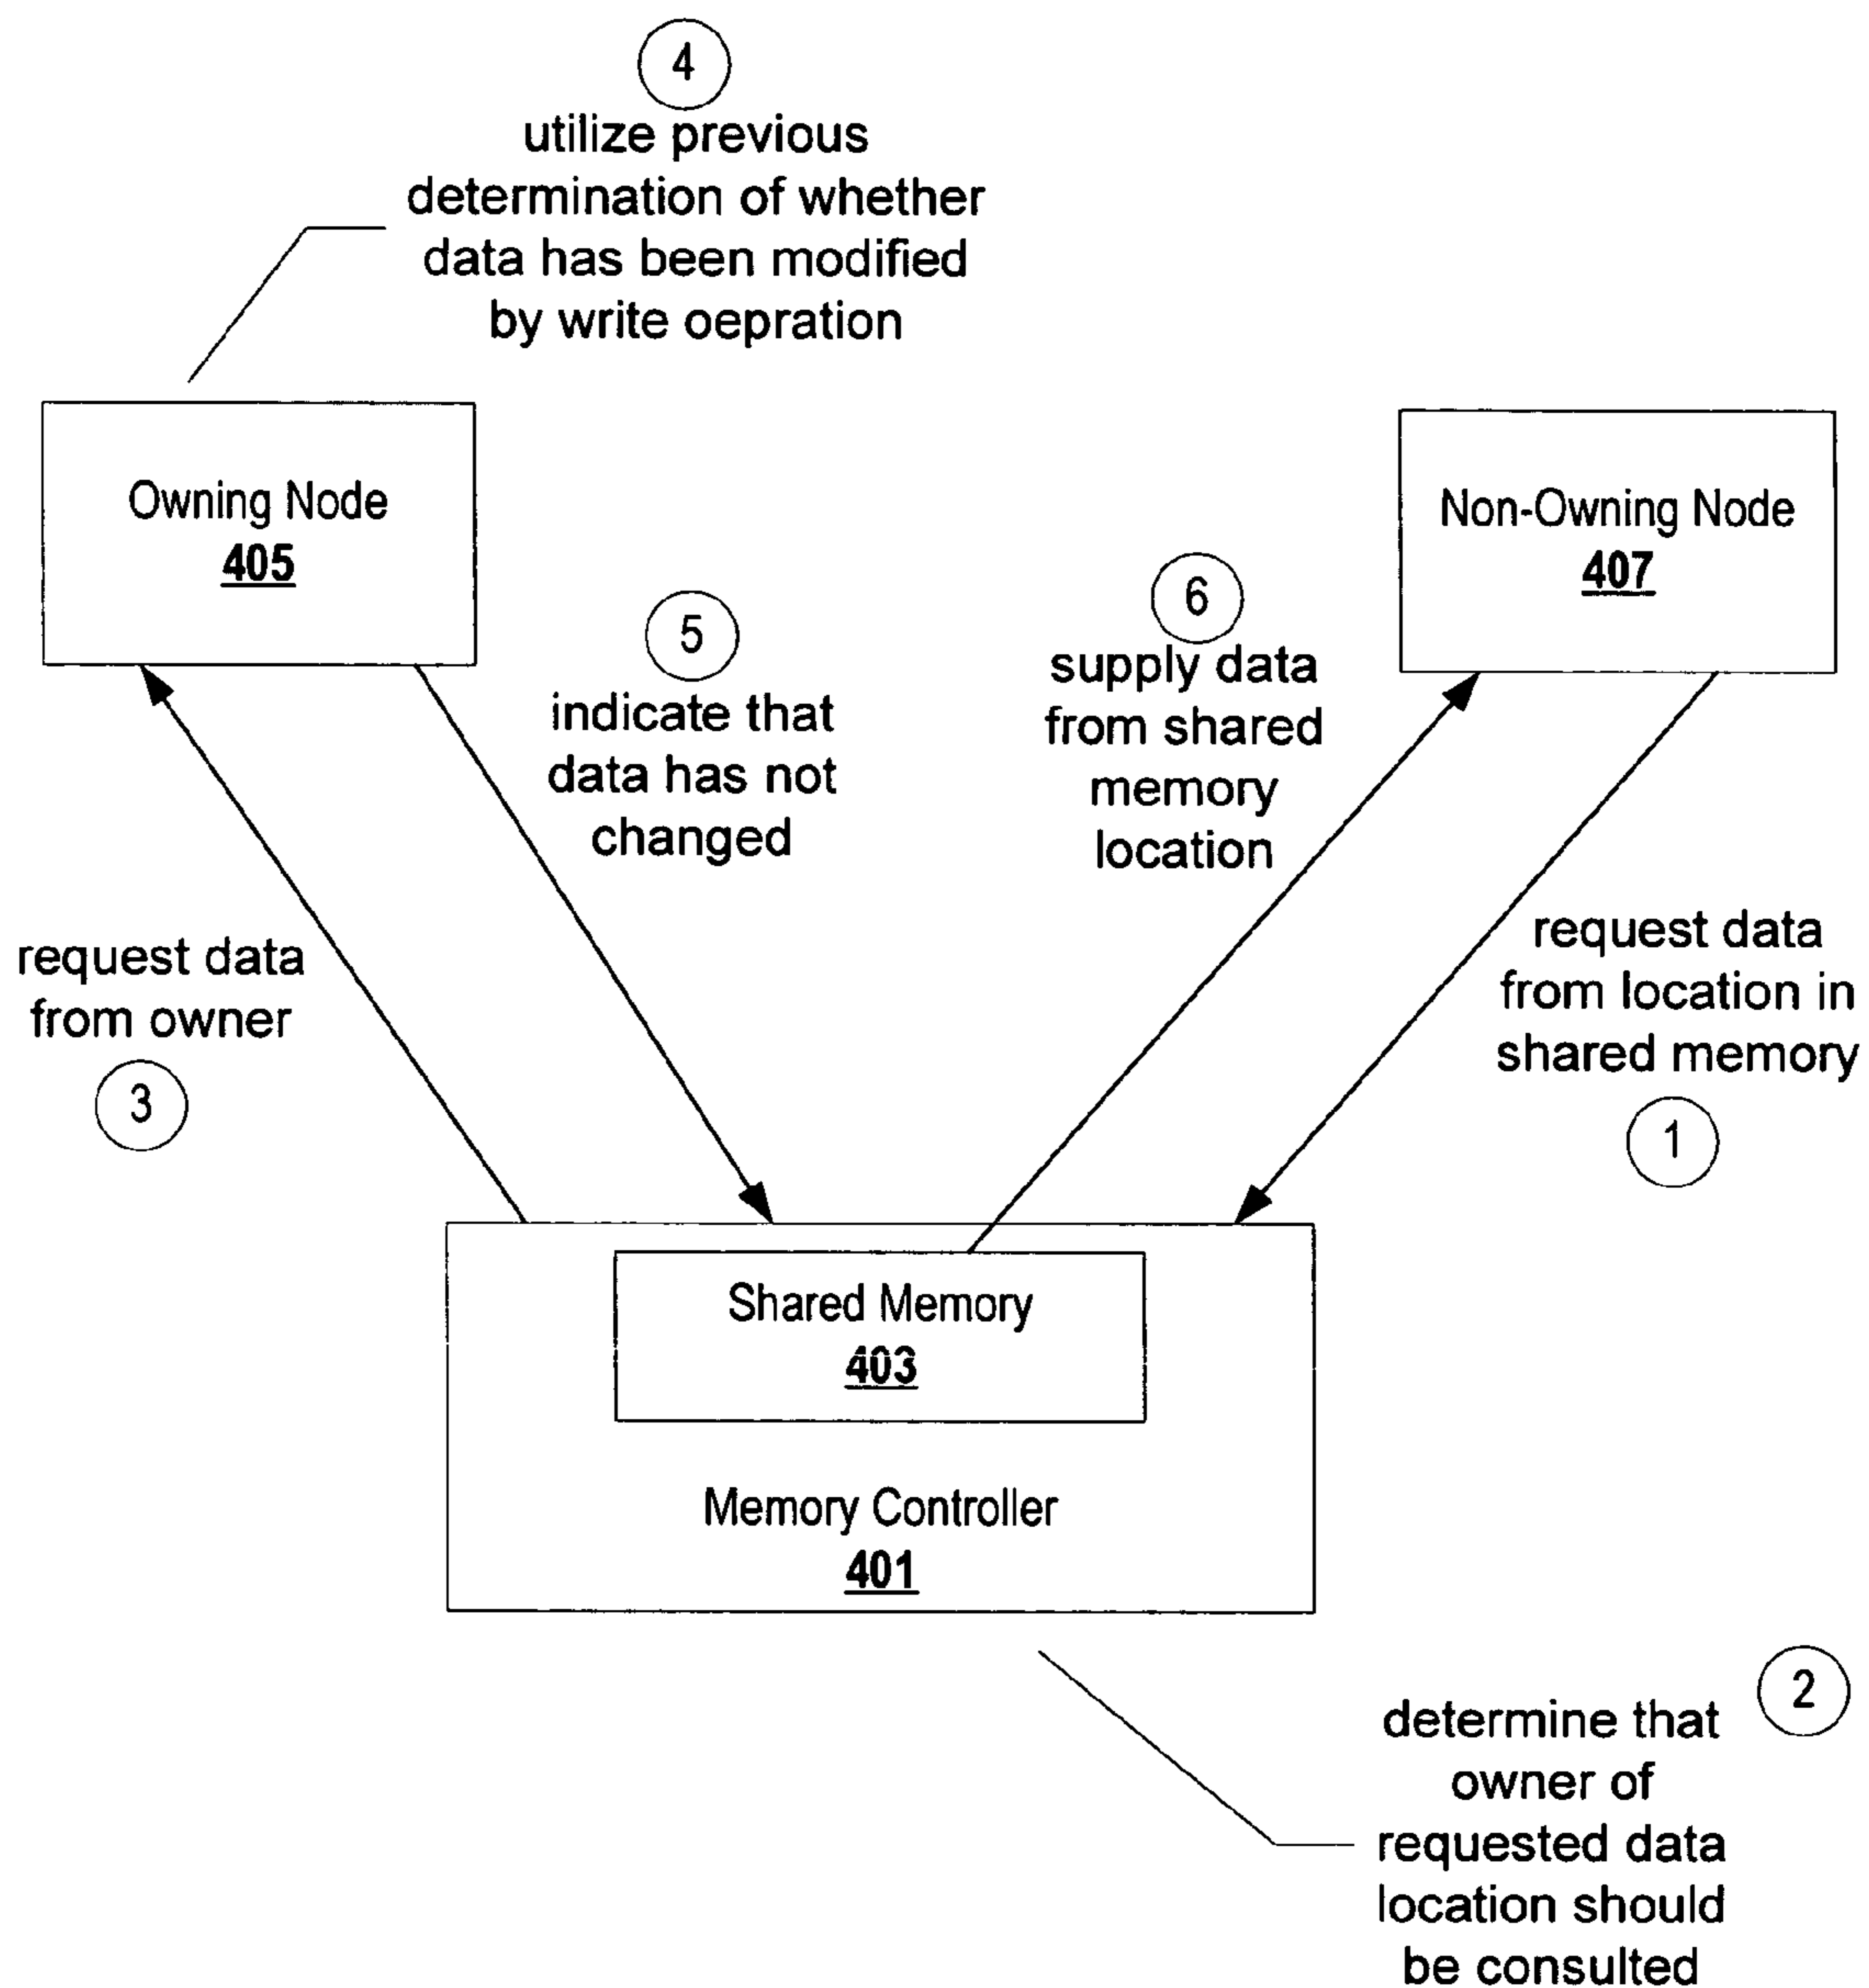 4
utilize previous
determination of whether
data has been modified
by write oepration
Owning Node
405
Non-Owning Node
407
5
indicate that
data has not
changed
6
supply data
from shared
memory
location
request data
from owner
3
request data
from location in
shared memory
1
Shared Memory
403
Memory Controller
401
2
determine that
owner of
requested data
location should
be consulted